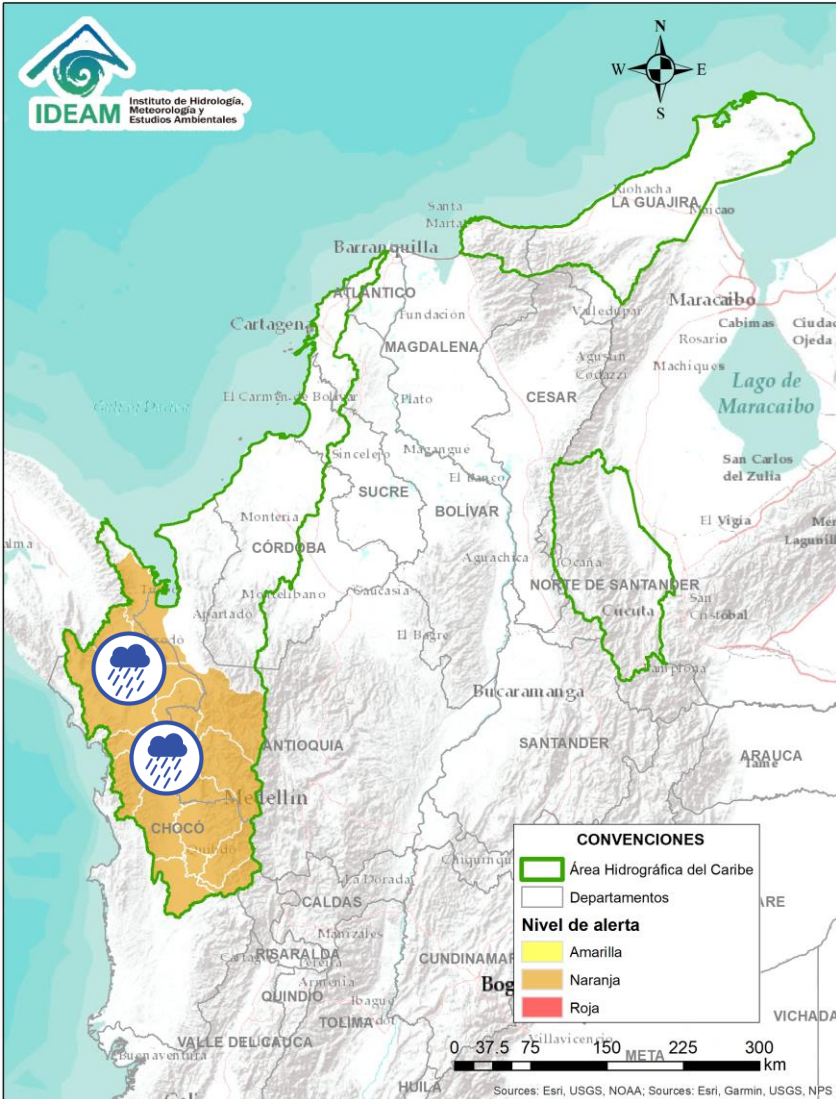 IDEAM
Instituto de Hidrología,
Meteorología y
Estudios Ambientales
N
W
E
S
Riohacha
LA GUAJIRA
Maicao
Santa
Marta
Barranquilla
ATLÁNTICO
Fundación
Valledupar
Maracaibo
Cabimas
Ciudad
Ojeda
Rosario
Cartagena
MAGDALENA
Agustín
Codazzi
Machiques
Lago de
Maracaibo
El Carmen de Bolívar
Plato
CESAR
Sincelejo
Magangué
San Carlos
del Zulia
SUCRE
El Banco
BOLÍVAR
Montería
El Vigía
CÓRDOBA
Aguachica
Ocaña
Montelíbano
Caucasia
NORTE DE SANTANDER
Apartadó
Cucuta
San
Cristóbal
El Bagre
Pamplona
Bucaramanga
ANTIOQUIA
SANTANDER
ARAUCA
Tame
Medellín
CHOCÓ
Quibdó
La Dorada
CALDAS
Manizales
RISARALDA
Pereira
Armenia
QUINDIO
Ibagué
TOLIMA
VALLE DEL CAUCA
Buenaventura
HUILA
Villavicencio
META
VICHADA
CONVENCIONES
Área Hidrográfica del Caribe
Departamentos
Nivel de alerta
Amarilla
Naranja
Roja
0 37.5 75 150 225 300
km
Sources: Esri, USGS, NOAA; Sources: Esri, Garmin, USGS, NPS